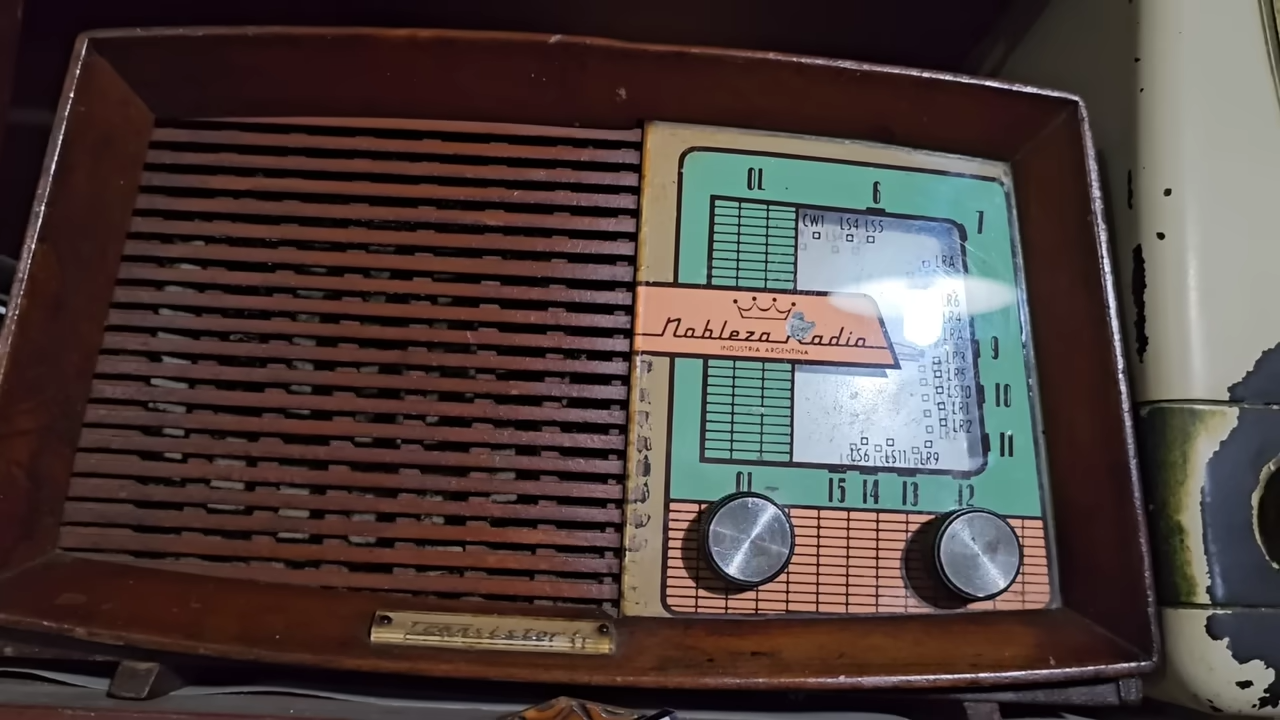 OL 6
7
CW1 LS4 LS5
LRA
LR6
LR4
Nobleza Radio
INDUSTRIA ARGENTINA
9
LR3
LR5
LS10
10
LR1
LR2
11
LS6 LS11 LR9
OL 15 14 13 12
Transistor